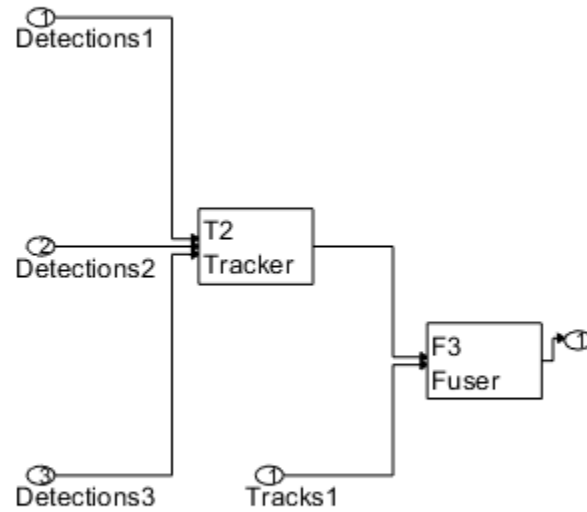 1
Detections1
T2
Tracker
2
Detections2
F3
Fuser
1
3
Detections3
1
Tracks1